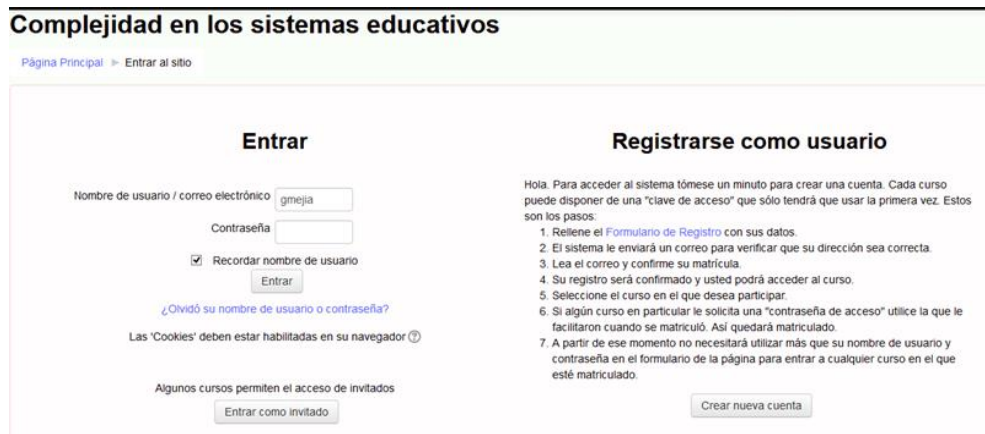 Complejidad en los sistemas educativos
Página Principal ► Entrar al sitio
Entrar
Nombre de usuario / correo electrónico gmejia
Contraseña
Recordar nombre de usuario
Entrar
¿Olvidó su nombre de usuario o contraseña?
Las 'Cookies' deben estar habilitadas en su navegador ?
Algunos cursos permiten el acceso de invitados
Entrar como invitado
Registrarse como usuario
Hola. Para acceder al sistema tómese un minuto para crear una cuenta. Cada curso
puede disponer de una "clave de acceso" que sólo tendrá que usar la primera vez. Estos
son los pasos:
1. Rellene el Formulario de Registro con sus datos.
2. El sistema le enviará un correo para verificar que su dirección sea correcta.
3. Lea el correo y confirme su matrícula.
4. Su registro será confirmado y usted podrá acceder al curso.
5. Seleccione el curso en el que desea participar.
6. Si algún curso en particular le solicita una "contraseña de acceso" utilice la que le
facilitaron cuando se matriculó. Así quedará matriculado.
7. A partir de ese momento no necesitará utilizar más que su nombre de usuario y
contraseña en el formulario de la página para entrar a cualquier curso en el que
esté matriculado.
Crear nueva cuenta